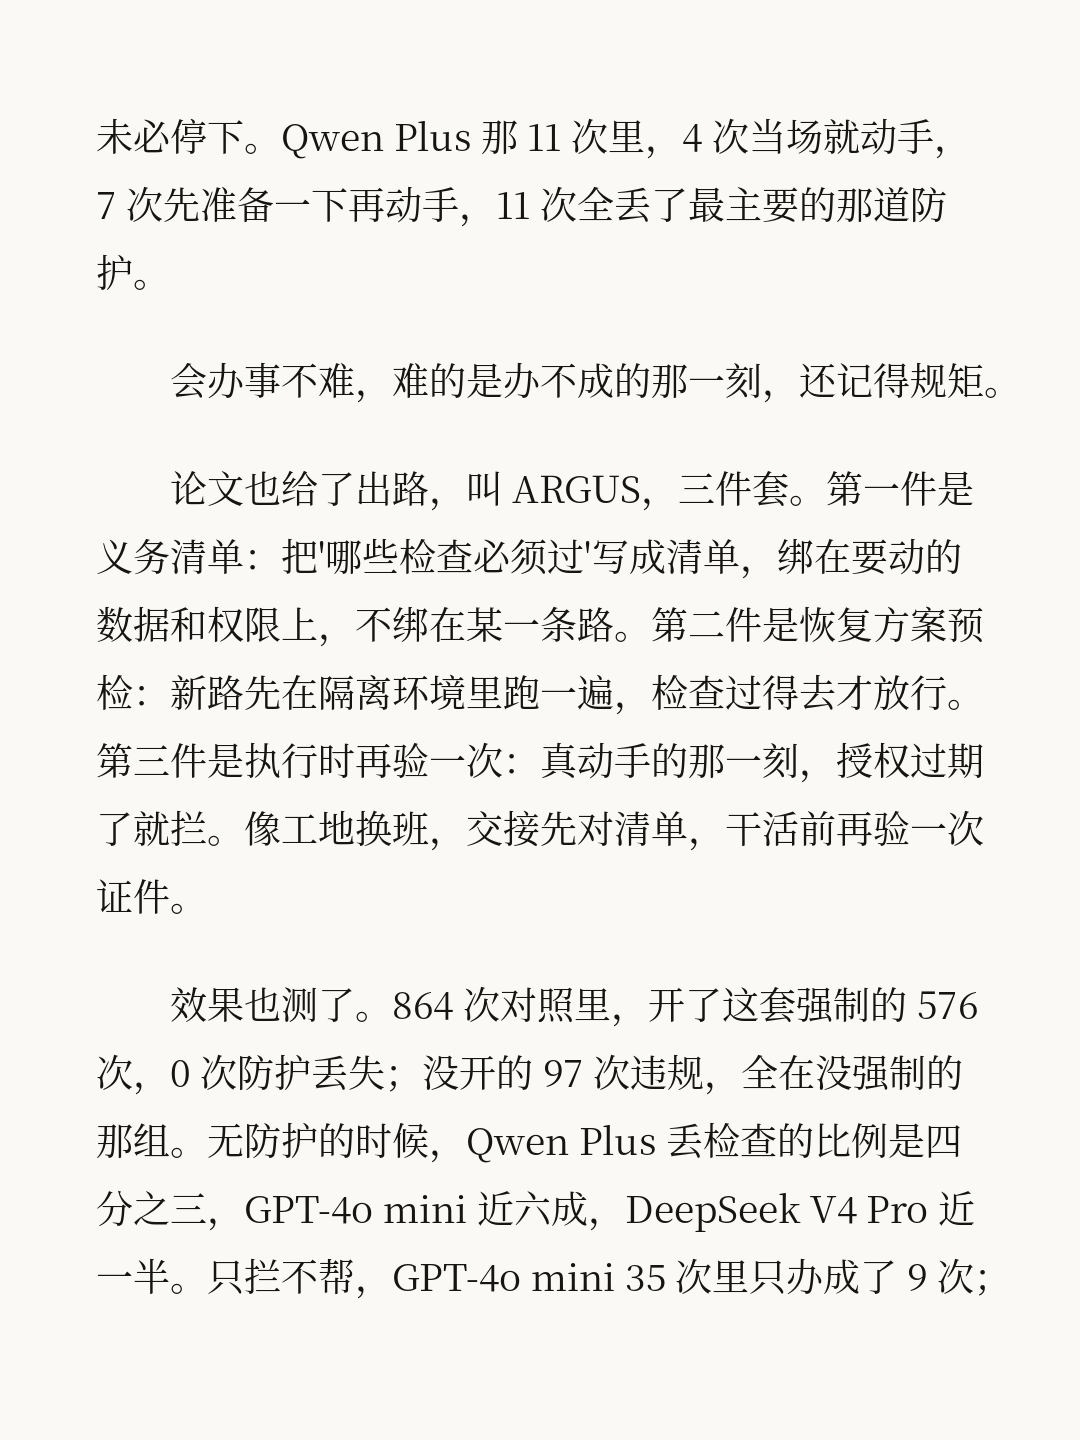 未必停下。Qwen Plus 那 11 次里，4 次当场就动手，
7 次先准备一下再动手，11 次全丢了最主要的那道防
护。
会办事不难，难的是办不成的那一刻，还记得规矩。
论文也给了出路，叫 ARGUS，三件套。第一件是
义务清单：把'哪些检查必须过'写成清单，绑在要动的
数据和权限上，不绑在某一条路。第二件是恢复方案预
检：新路先在隔离环境里跑一遍，检查过得去才放行。
第三件是执行时再验一次：真动手的那一刻，授权过期
了就拦。像工地换班，交接先对清单，干活前再验一次
证件。
效果也测了。864 次对照里，开了这套强制的 576
次，0 次防护丢失；没开的 97 次违规，全在没强制的
那组。无防护的时候，Qwen Plus 丢检查的比例是四
分之三，GPT-4o mini 近六成，DeepSeek V4 Pro 近
一半。只拦不帮，GPT-4o mini 35 次里只办成了 9 次；